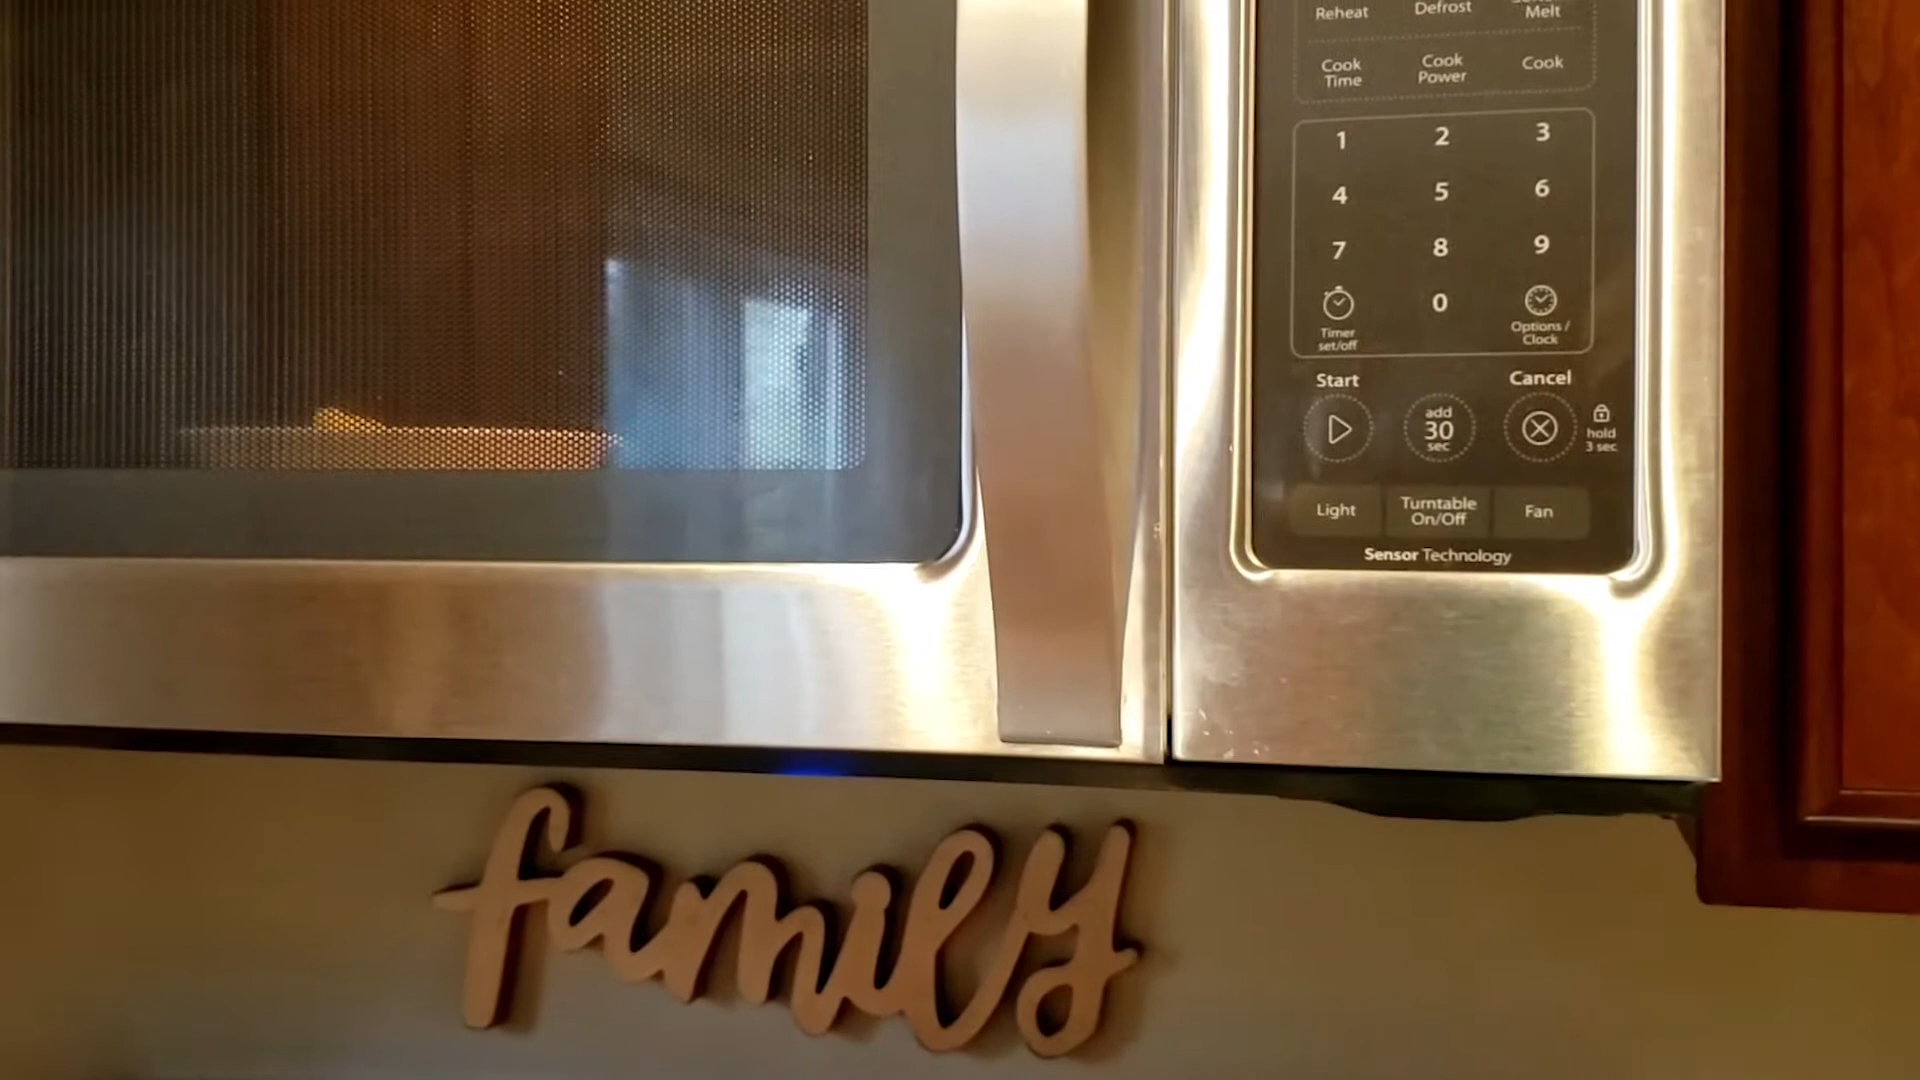 Reheat Defrost Melt
Cook Time
Cook Power
Cook
1 2 3
4 5 6
7 8 9
0
Timer set/off
Options / Clock
Start
Cancel
add 30 sec
hold 3 sec
Light
Turntable On/Off
Fan
Sensor Technology
family